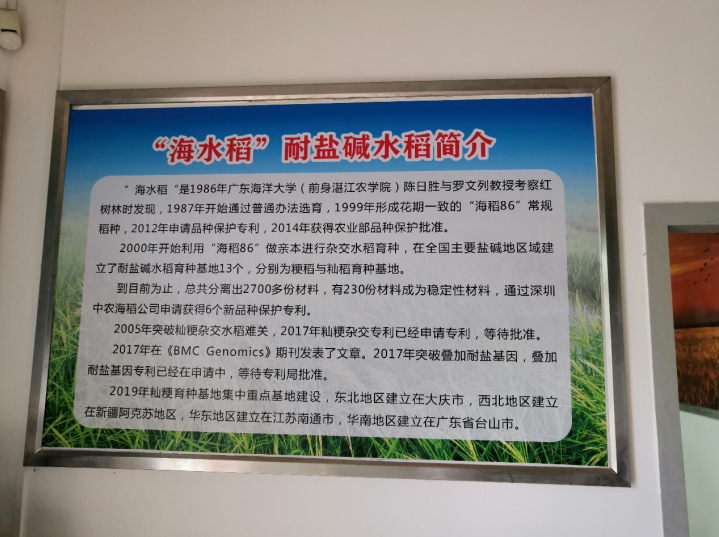 “海水稻”耐盐碱水稻简介
“海水稻“是1986年广东海洋大学（前身湛江农学院）陈日胜与罗文列教授考察红
树林时发现，1987年开始通过普通办法选育，1999年形成花期一致的“海稻86”常规
稻种，2012年申请品种保护专利，2014年获得农业部品种保护批准。
2000年开始利用“海稻86”做亲本进行杂交水稻育种，在全国主要盐碱地区域建
立了耐盐碱水稻育种基地13个，分别为粳稻与籼稻育种基地。
到目前为止，总共分离出2700多份材料，有230份材料成为稳定性材料，通过深圳
中农海稻公司申请获得6个新品种保护专利。
2005年突破籼粳杂交水稻难关，2017年籼粳杂交专利已经申请专利，等待批准。
2017年在《BMC Genomics》期刊发表了文章。2017年突破叠加耐盐基因，叠加
耐盐基因专利已经在申请中，等待专利局批准。
2019年籼粳育种基地集中重点基地建设，东北地区建立在大庆市，西北地区建立
在新疆阿克苏地区，华东地区建立在江苏南通市，华南地区建立在广东省台山市。